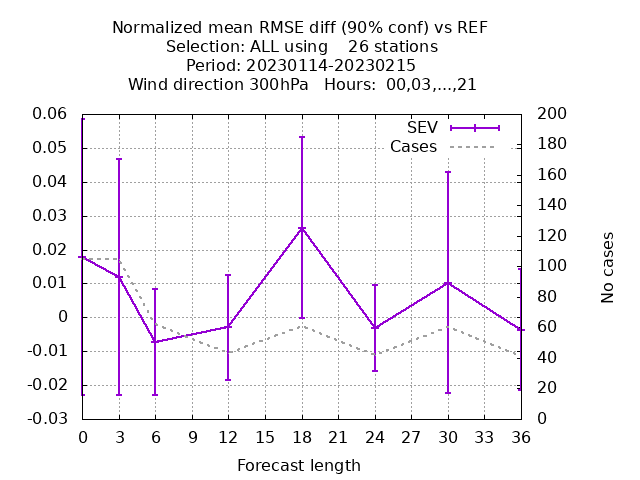 Normalized mean RMSE diff (90% conf) vs REF
Selection: ALL using    26 stations
Period: 20230114-20230215
Wind direction 300hPa   Hours:  00,03,...,21
0.06
0.05
0.04
0.03
0.02
0.01
0
-0.01
-0.02
-0.03
SEV
Cases
200
180
160
140
120
100
80
60
40
20
0
No cases
0 3 6 9 12 15 18 21 24 27 30 33 36
Forecast length